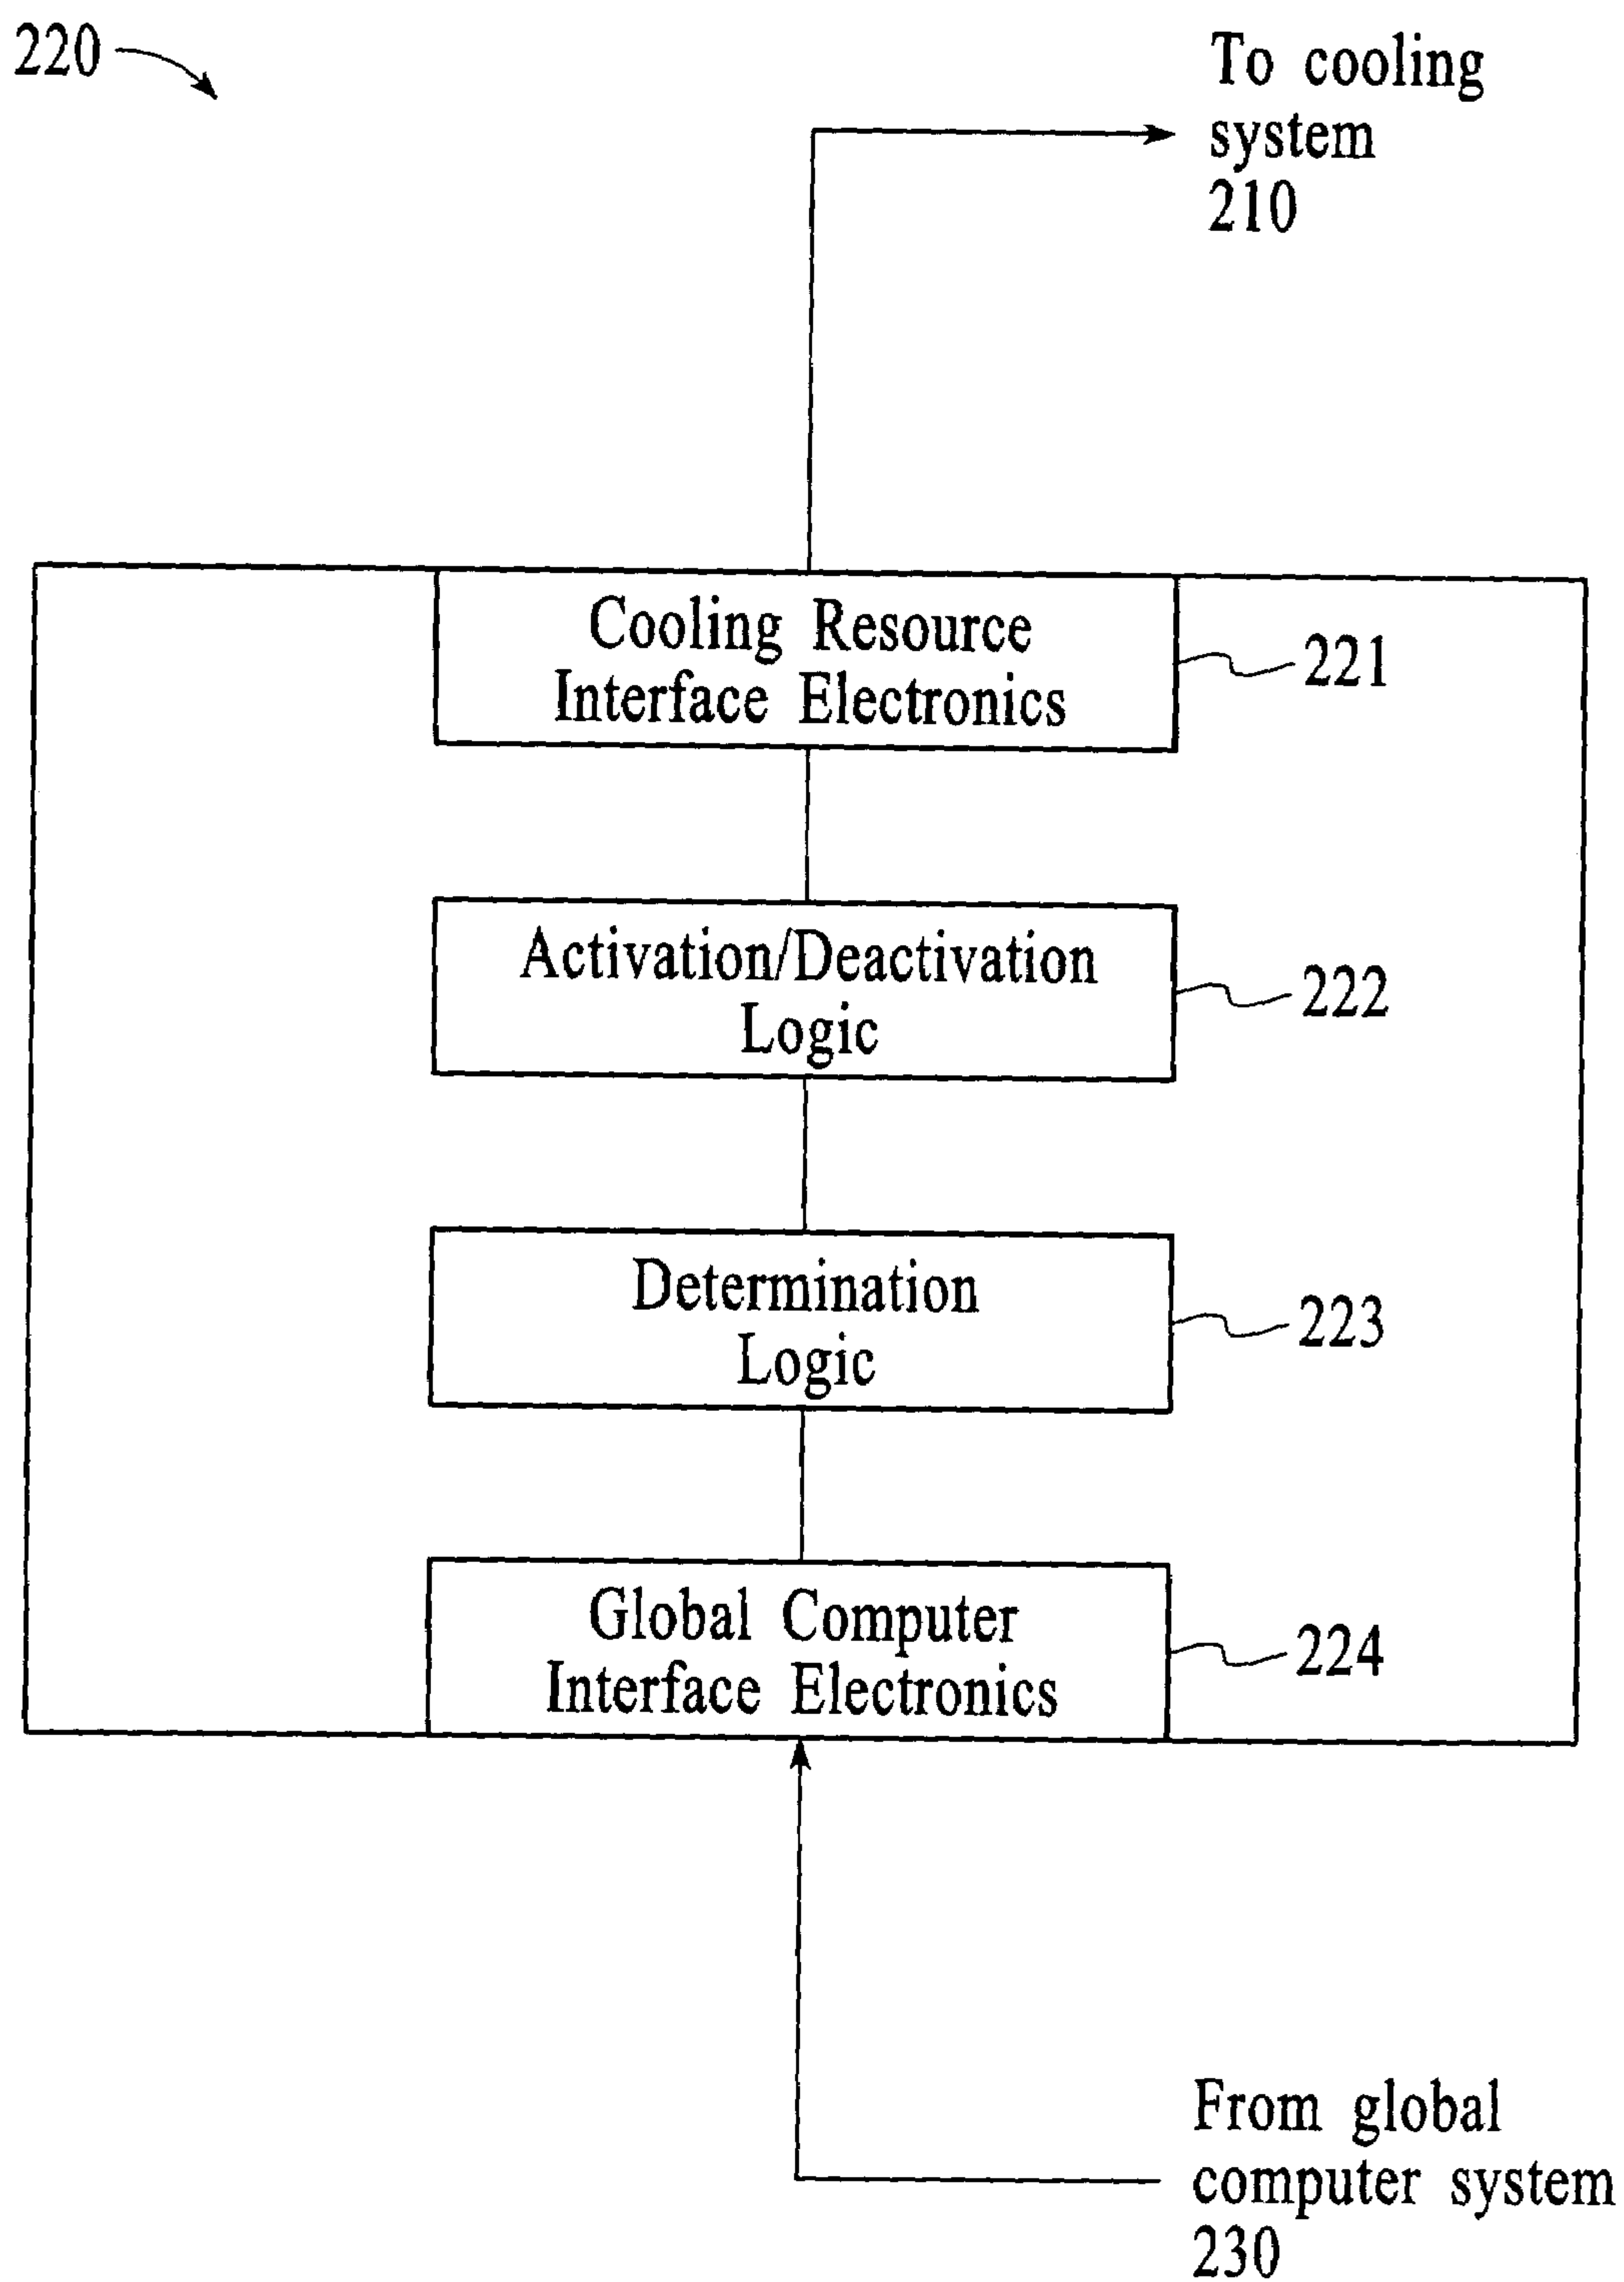 220
To cooling
system
210
Cooling Resource
Interface Electronics
221
Activation/Deactivation
Logic
222
Determination
Logic
223
Global Computer
Interface Electronics
224
From global
computer system
230